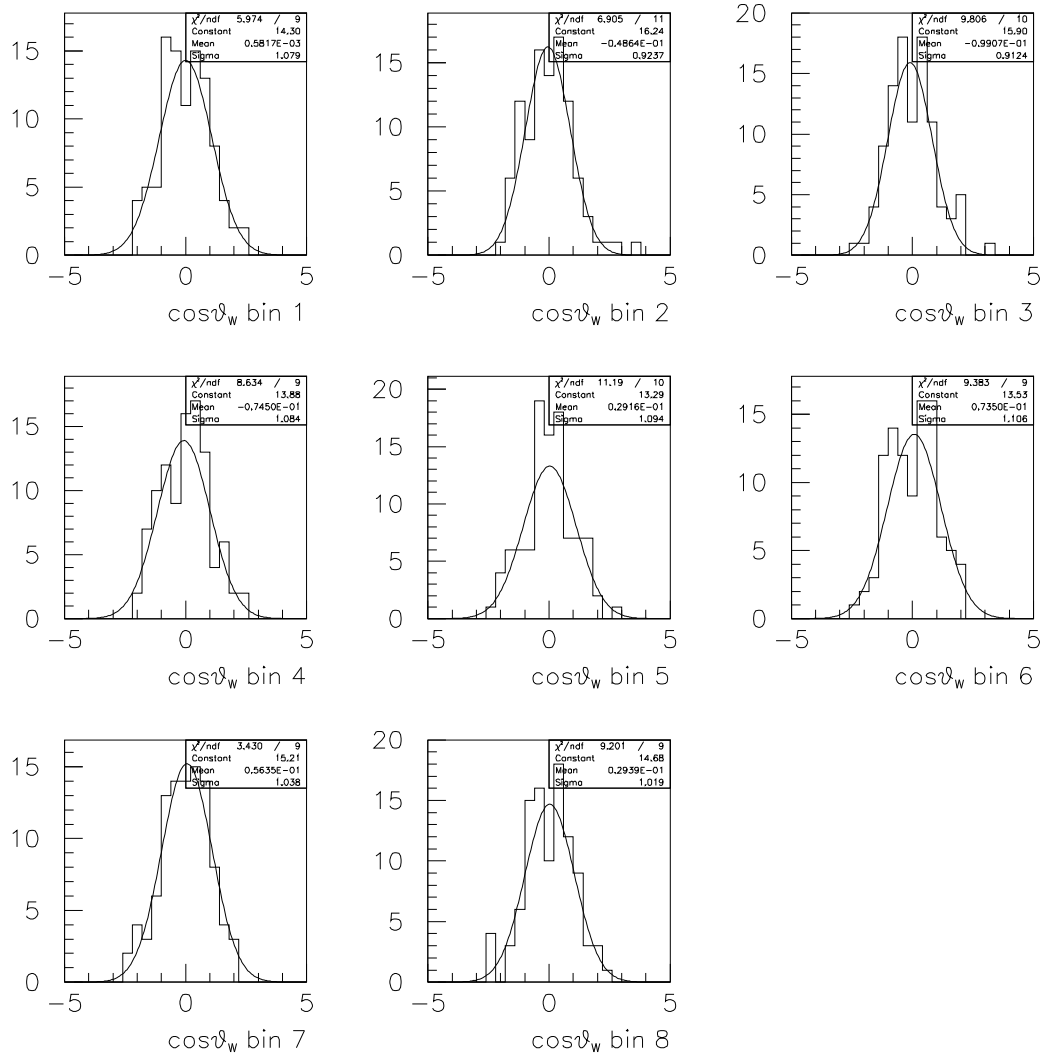 χ²/ndf 5.974 / 9
Constant 14.30
Mean 0.5817E-03
Sigma 1.079
15
10
5
0
-5 0 5
cosϑW bin 1
χ²/ndf 6.905 / 11
Constant 16.24
Mean -0.4864E-01
Sigma 0.9237
15
10
5
0
-5 0 5
cosϑW bin 2
20
χ²/ndf 9.806 / 10
Constant 15.90
Mean -0.9907E-01
Sigma 0.9124
15
10
5
0
-5 0 5
cosϑW bin 3
χ²/ndf 8.634 / 9
Constant 13.88
Mean -0.7450E-01
Sigma 1.084
15
10
5
0
-5 0 5
cosϑW bin 4
χ²/ndf 11.19 / 10
Constant 13.29
Mean 0.2916E-01
Sigma 1.094
20
15
10
5
0
-5 0 5
cosϑW bin 5
χ²/ndf 9.383 / 9
Constant 13.53
Mean 0.7350E-01
Sigma 1.106
15
10
5
0
-5 0 5
cosϑW bin 6
χ²/ndf 3.430 / 9
Constant 15.21
Mean 0.5635E-01
Sigma 1.038
15
10
5
0
-5 0 5
cosϑW bin 7
20
χ²/ndf 9.201 / 9
Constant 14.68
Mean 0.2939E-01
Sigma 1.019
15
10
5
0
-5 0 5
cosϑW bin 8